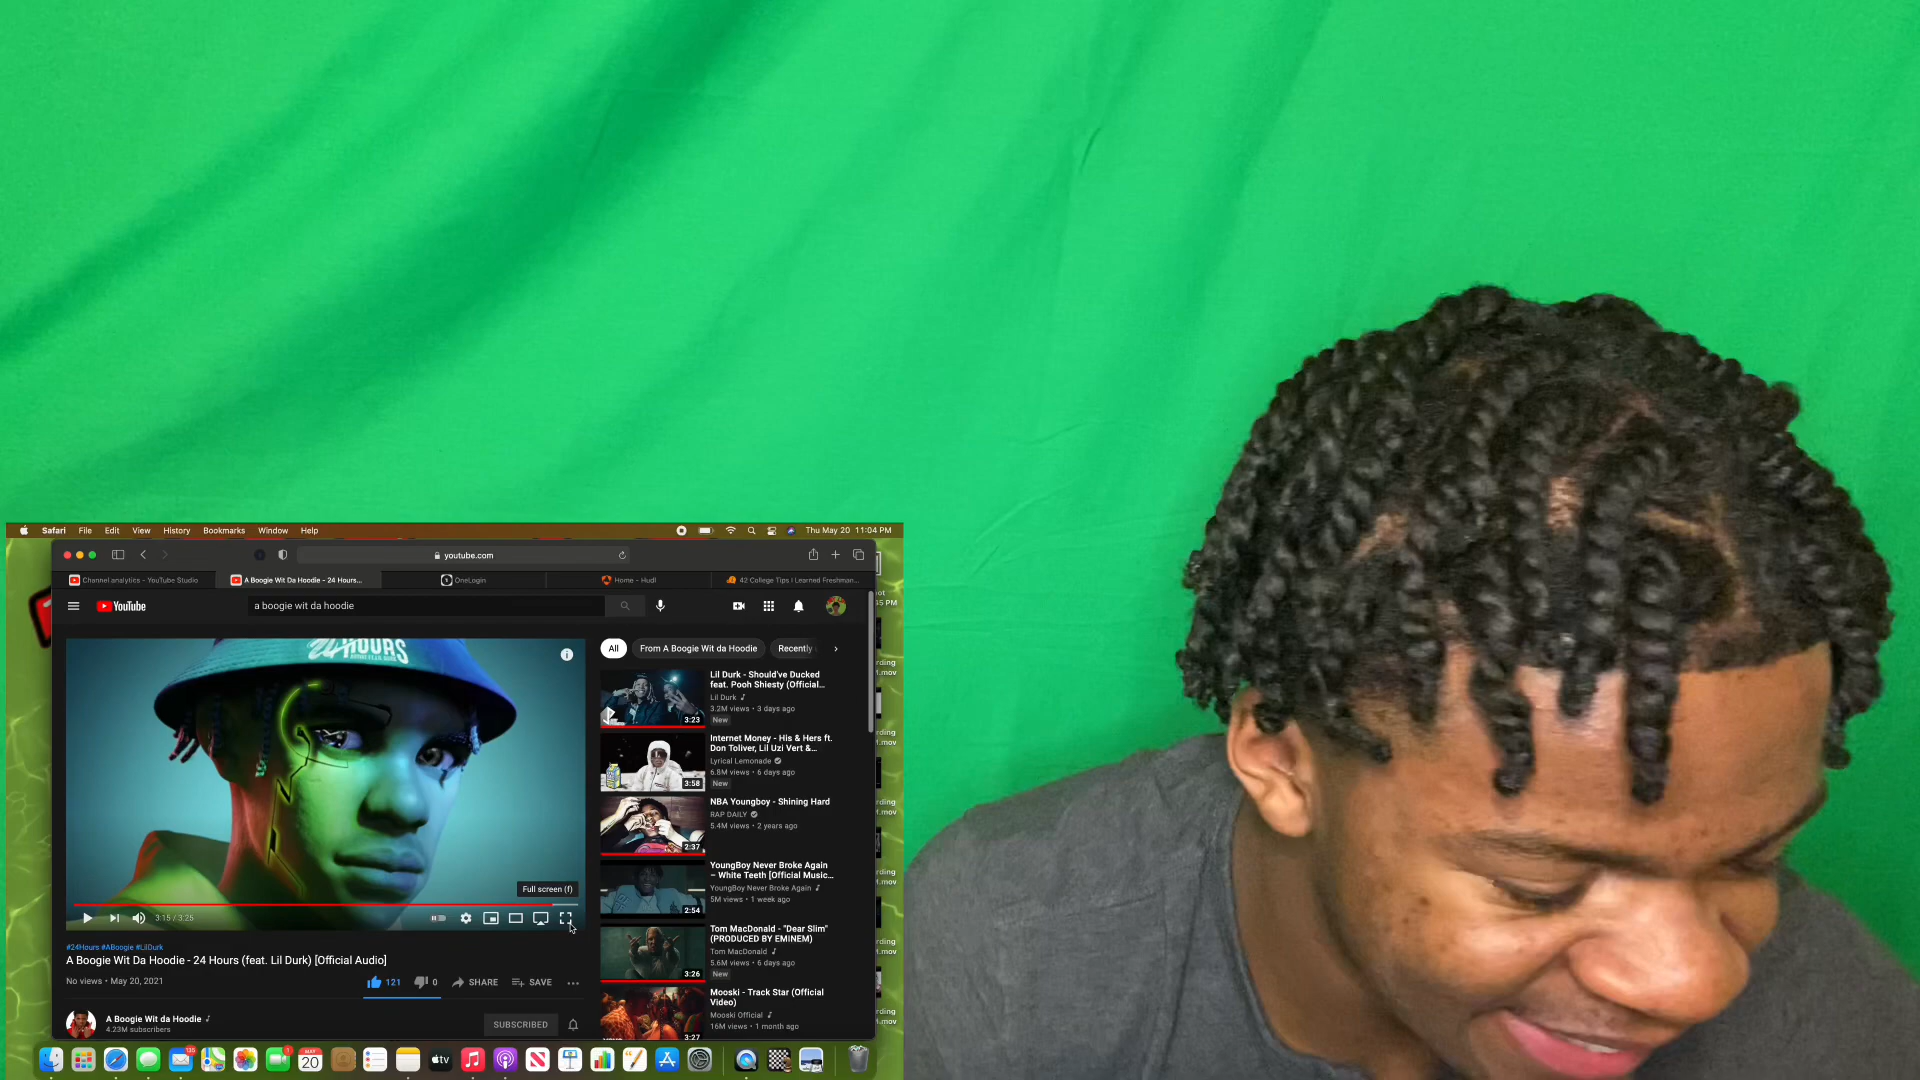 Safari File Edit View History Bookmarks Window Help Thu May 20 11:04 PM
youtube.com
Channel analytics - YouTube Studio A Boogie Wit Da Hoodie - 24 Hours... OneLogin Home - Hudl 42 College Tips I Learned Freshman...
YouTube a boogie wit da hoodie
24 HOURS
All From A Boogie Wit da Hoodie Recently
Lil Durk - Should've Ducked
feat. Pooh Shiesty (Official...
Lil Durk
3.2M views • 3 days ago
New
3:23
Internet Money - His & Hers ft.
Don Toliver, Lil Uzi Vert &...
Lyrical Lemonade
6.8M views • 6 days ago
New
3:58
NBA Youngboy - Shining Hard
RAP DAILY
5.4M views • 2 years ago
2:37
YoungBoy Never Broke Again
– White Teeth [Official Music...
YoungBoy Never Broke Again
5M views • 1 week ago
2:54
Tom MacDonald - "Dear Slim"
(PRODUCED BY EMINEM)
Tom MacDonald
5.6M views • 6 days ago
New
3:26
Mooski - Track Star (Official
Video)
Mooski Official
16M views • 1 month ago
3:27
Full screen (f)
3:15 / 3:25
#24Hours #ABoogie #LilDurk
A Boogie Wit Da Hoodie - 24 Hours (feat. Lil Durk) [Official Audio]
No views • May 20, 2021 121 0 SHARE SAVE
A Boogie Wit da Hoodie
4.23M subscribers
SUBSCRIBED
MAY
20
tv